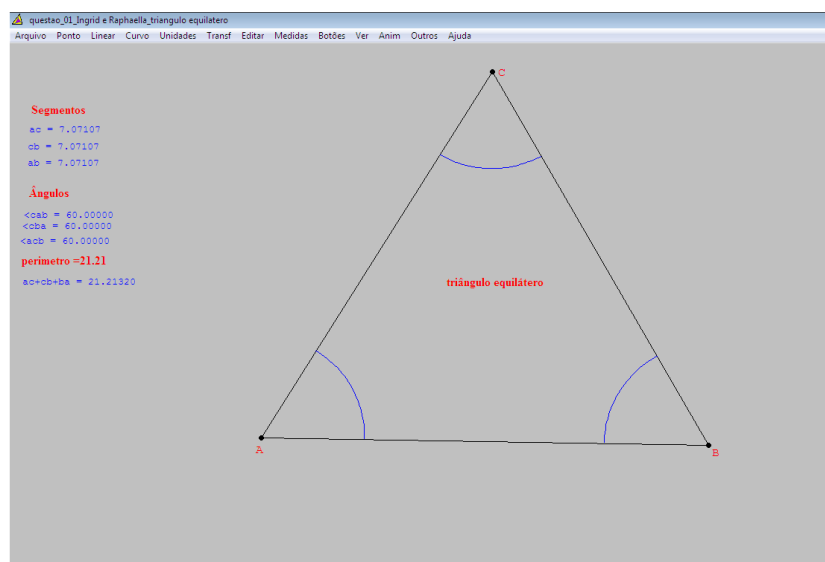 questao_01_Ingrid e Raphaella_triangulo equilatero
Arquivo Ponto Linear Curvo Unidades Transf Editar Medidas Botões Ver Anim Outros Ajuda
C
Segmentos
ac = 7.07107
cb = 7.07107
ab = 7.07107
Ângulos
<cab = 60.00000
<cba = 60.00000
<acb = 60.00000
perimetro =21.21
ac+cb+ba = 21.21320
triângulo equilátero
A
B